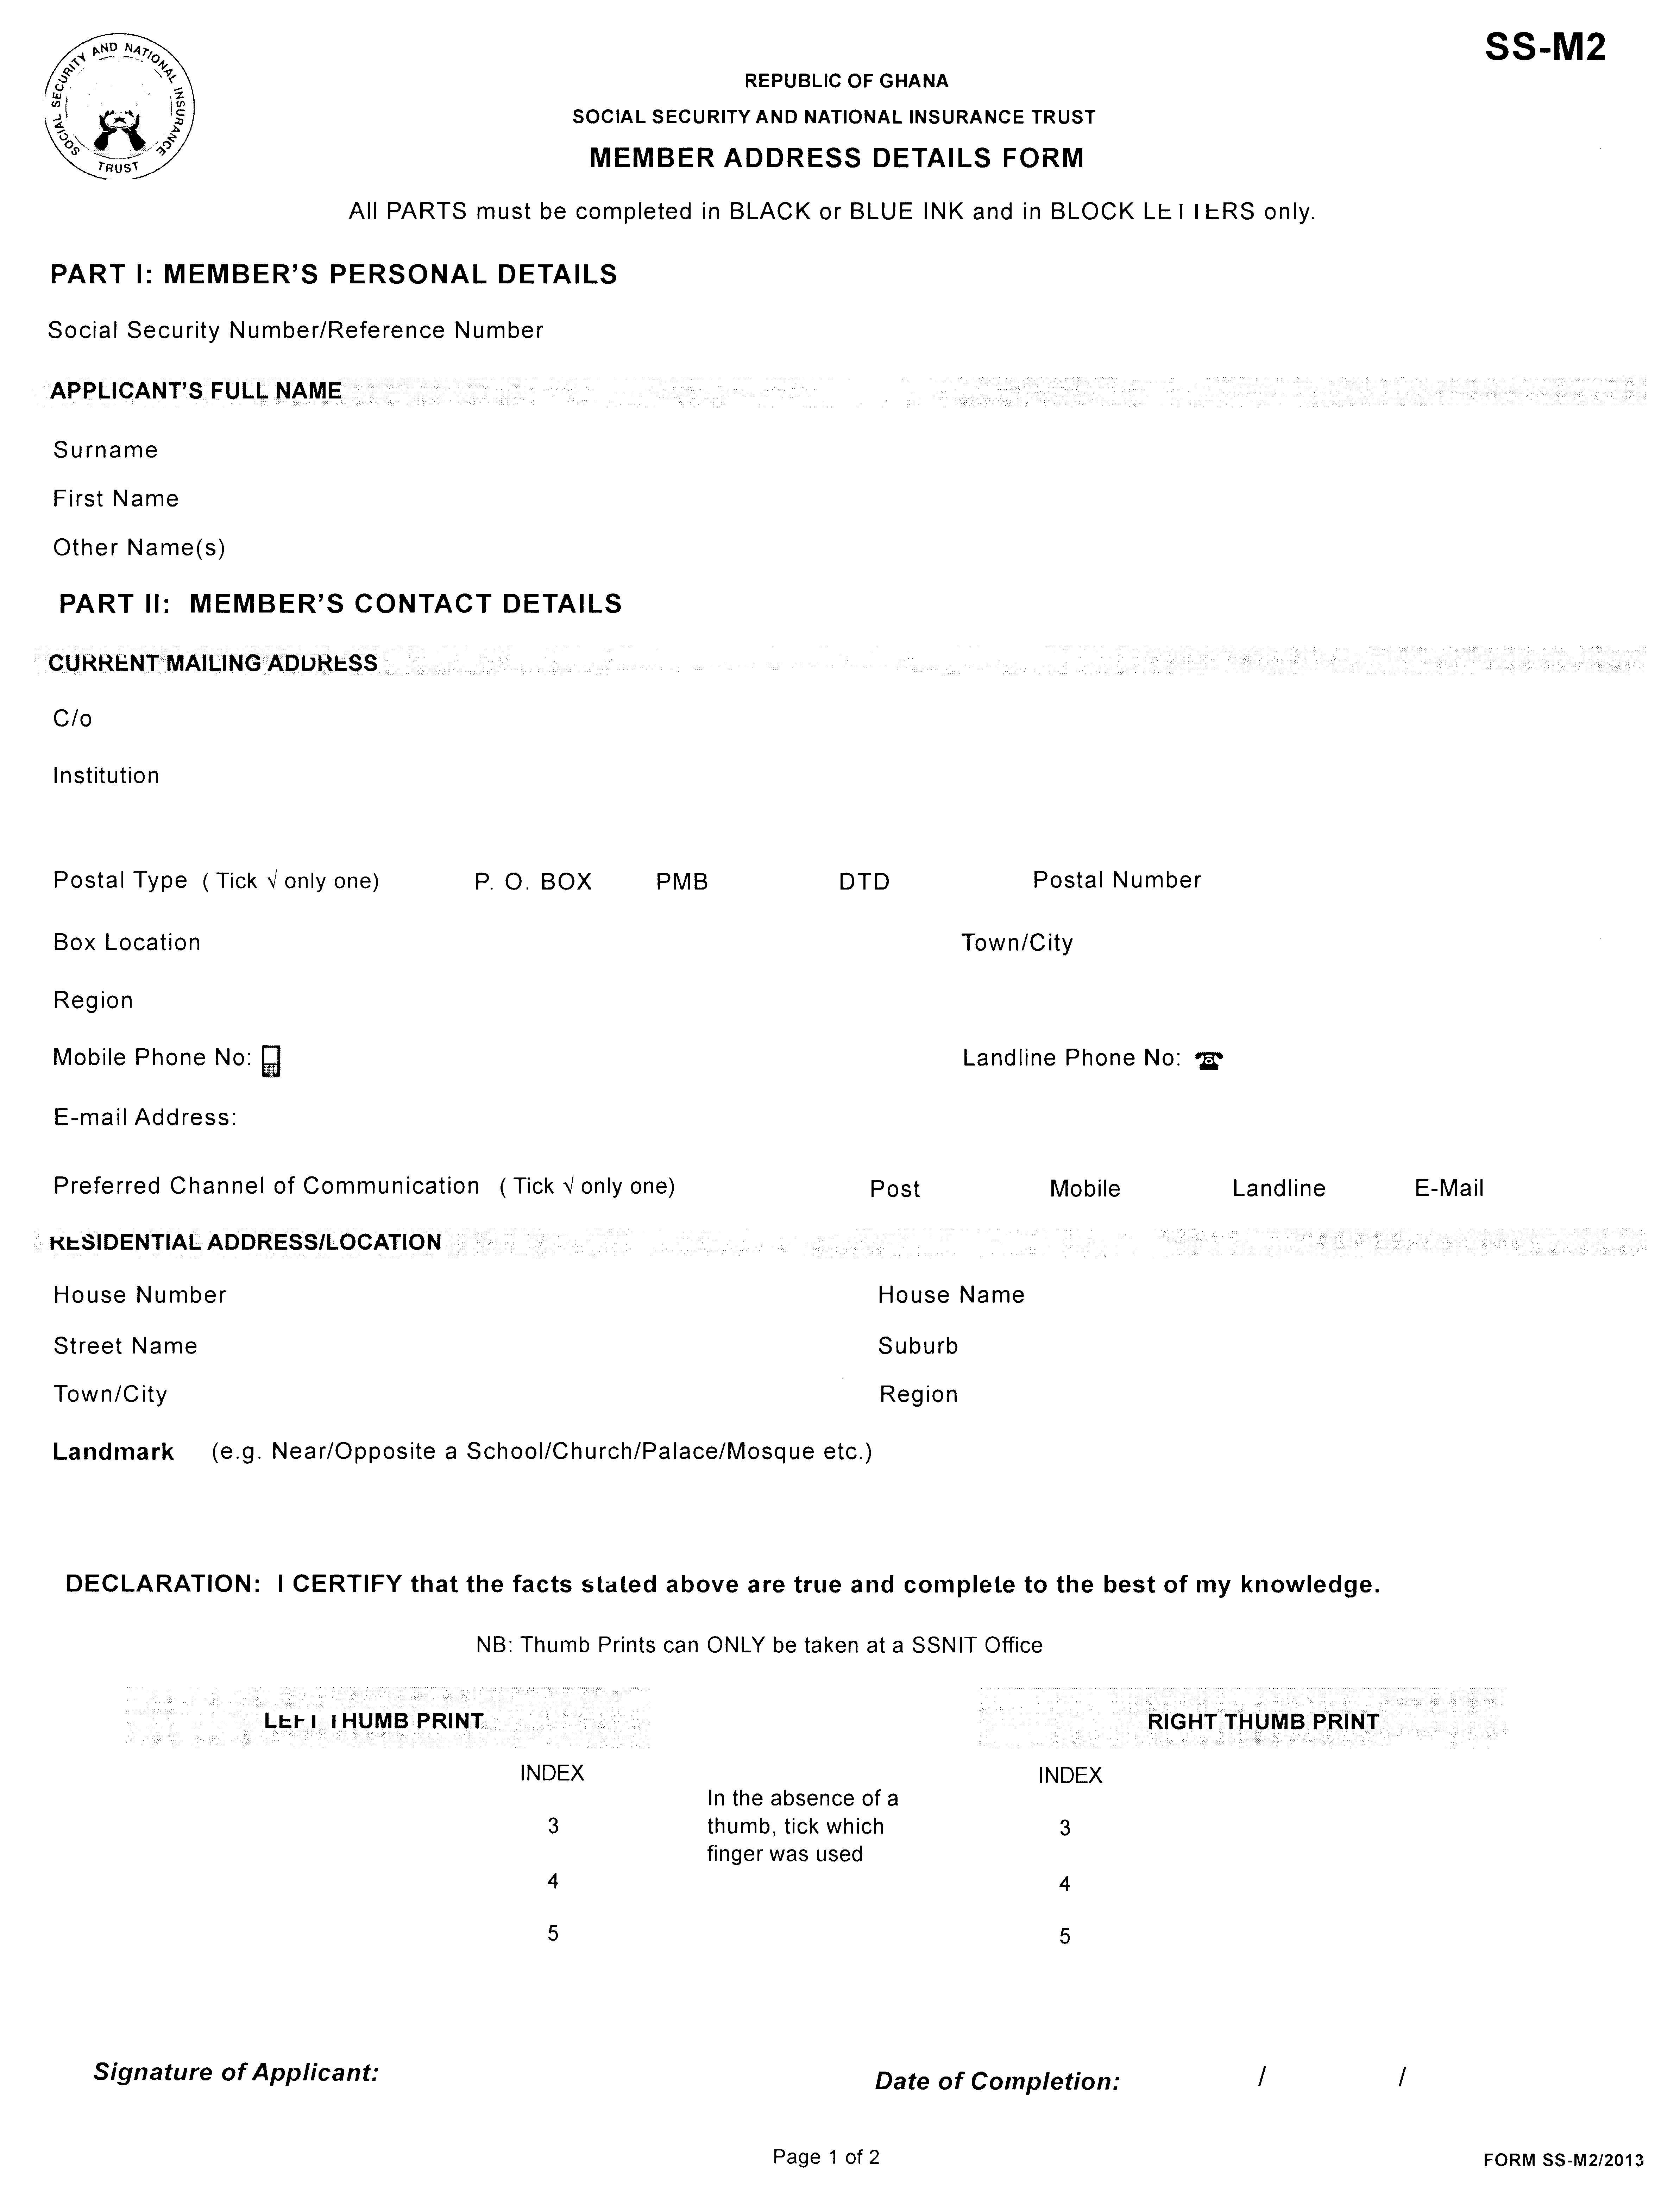 SS-M2
SOCIAL SECURITY AND NATIONAL INSURANCE TRUST
REPUBLIC OF GHANA
SOCIAL SECURITY AND NATIONAL INSURANCE TRUST
MEMBER ADDRESS DETAILS FORM
All PARTS must be completed in BLACK or BLUE INK and in BLOCK LETTERS only.
PART I: MEMBER'S PERSONAL DETAILS
Social Security Number/Reference Number
APPLICANT'S FULL NAME
Surname
First Name
Other Name(s)
PART II: MEMBER'S CONTACT DETAILS
CURRENT MAILING ADDRESS
C/o
Institution
Postal Type ( Tick √ only one) P. O. BOX PMB DTD Postal Number
Box Location Town/City
Region
Mobile Phone No: Landline Phone No:
E-mail Address:
Preferred Channel of Communication ( Tick √ only one) Post Mobile Landline E-Mail
RESIDENTIAL ADDRESS/LOCATION
House Number House Name
Street Name Suburb
Town/City Region
Landmark (e.g. Near/Opposite a School/Church/Palace/Mosque etc.)
DECLARATION: I CERTIFY that the facts stated above are true and complete to the best of my knowledge.
NB: Thumb Prints can ONLY be taken at a SSNIT Office
LEFT THUMB PRINT RIGHT THUMB PRINT
INDEX INDEX
In the absence of a
3 thumb, tick which 3
finger was used
4 4
5 5
Signature of Applicant: Date of Completion: / /
Page 1 of 2 FORM SS-M2/2013